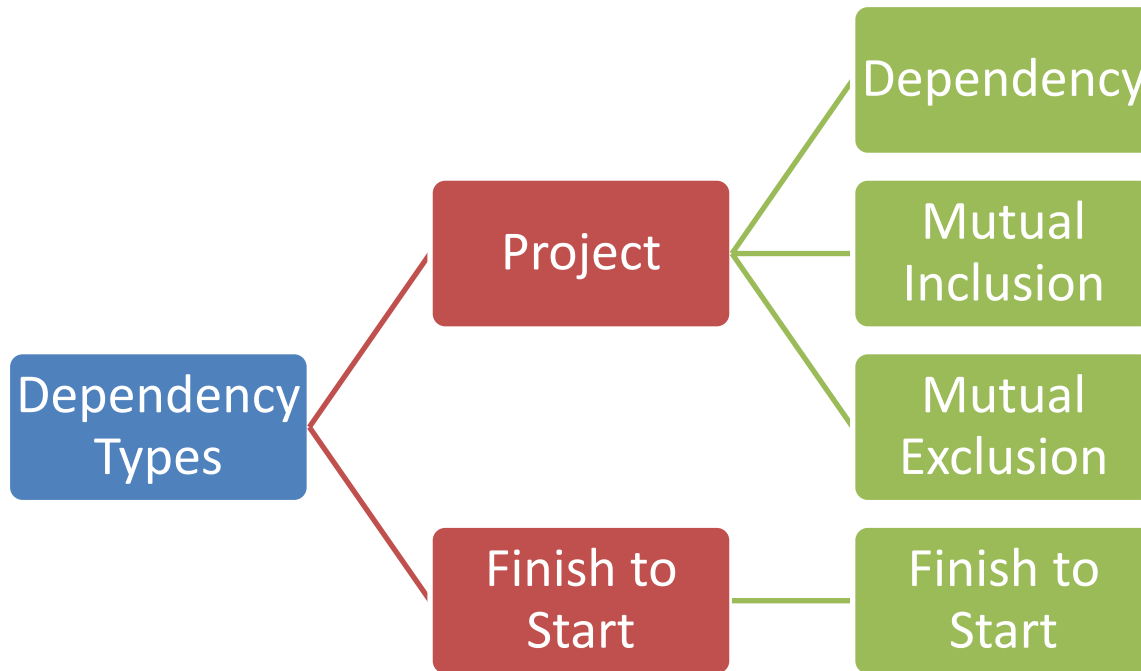 Dependency
Types
Project
Finish to
Start
Dependency
Mutual
Inclusion
Mutual
Exclusion
Finish to
Start